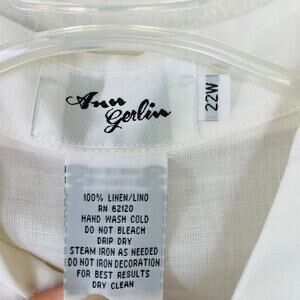 Ann
Gerlin
22W
100% LINEN/LINO
RN 62120
HAND WASH COLD
DO NOT BLEACH
DRIP DRY
STEAM IRON AS NEEDED
DO NOT IRON DECORATION
FOR BEST RESULTS
DRY CLEAN